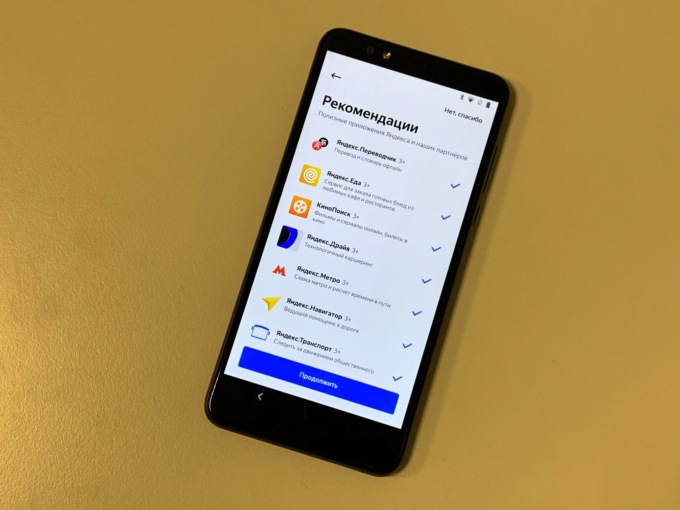 Нет, спасибо
Рекомендации
Полезные приложения Яндекса и наших партнёров
Яндекс.Переводчик 3+
Перевод и словарь офлайн
Яндекс.Еда 3+
Сервис для заказа готовых блюд из
любимых кафе и ресторанов
КиноПоиск 3+
Фильмы и сериалы онлайн, билеты в
кино
Яндекс.Драйв 3+
Технологичный каршеринг
Яндекс.Метро 3+
Схема метро и расчет времени в пути
Яндекс.Навигатор 3+
Ведущий помощник в дороге
Яндекс.Транспорт 3+
Следить за движением общественного
Продолжить